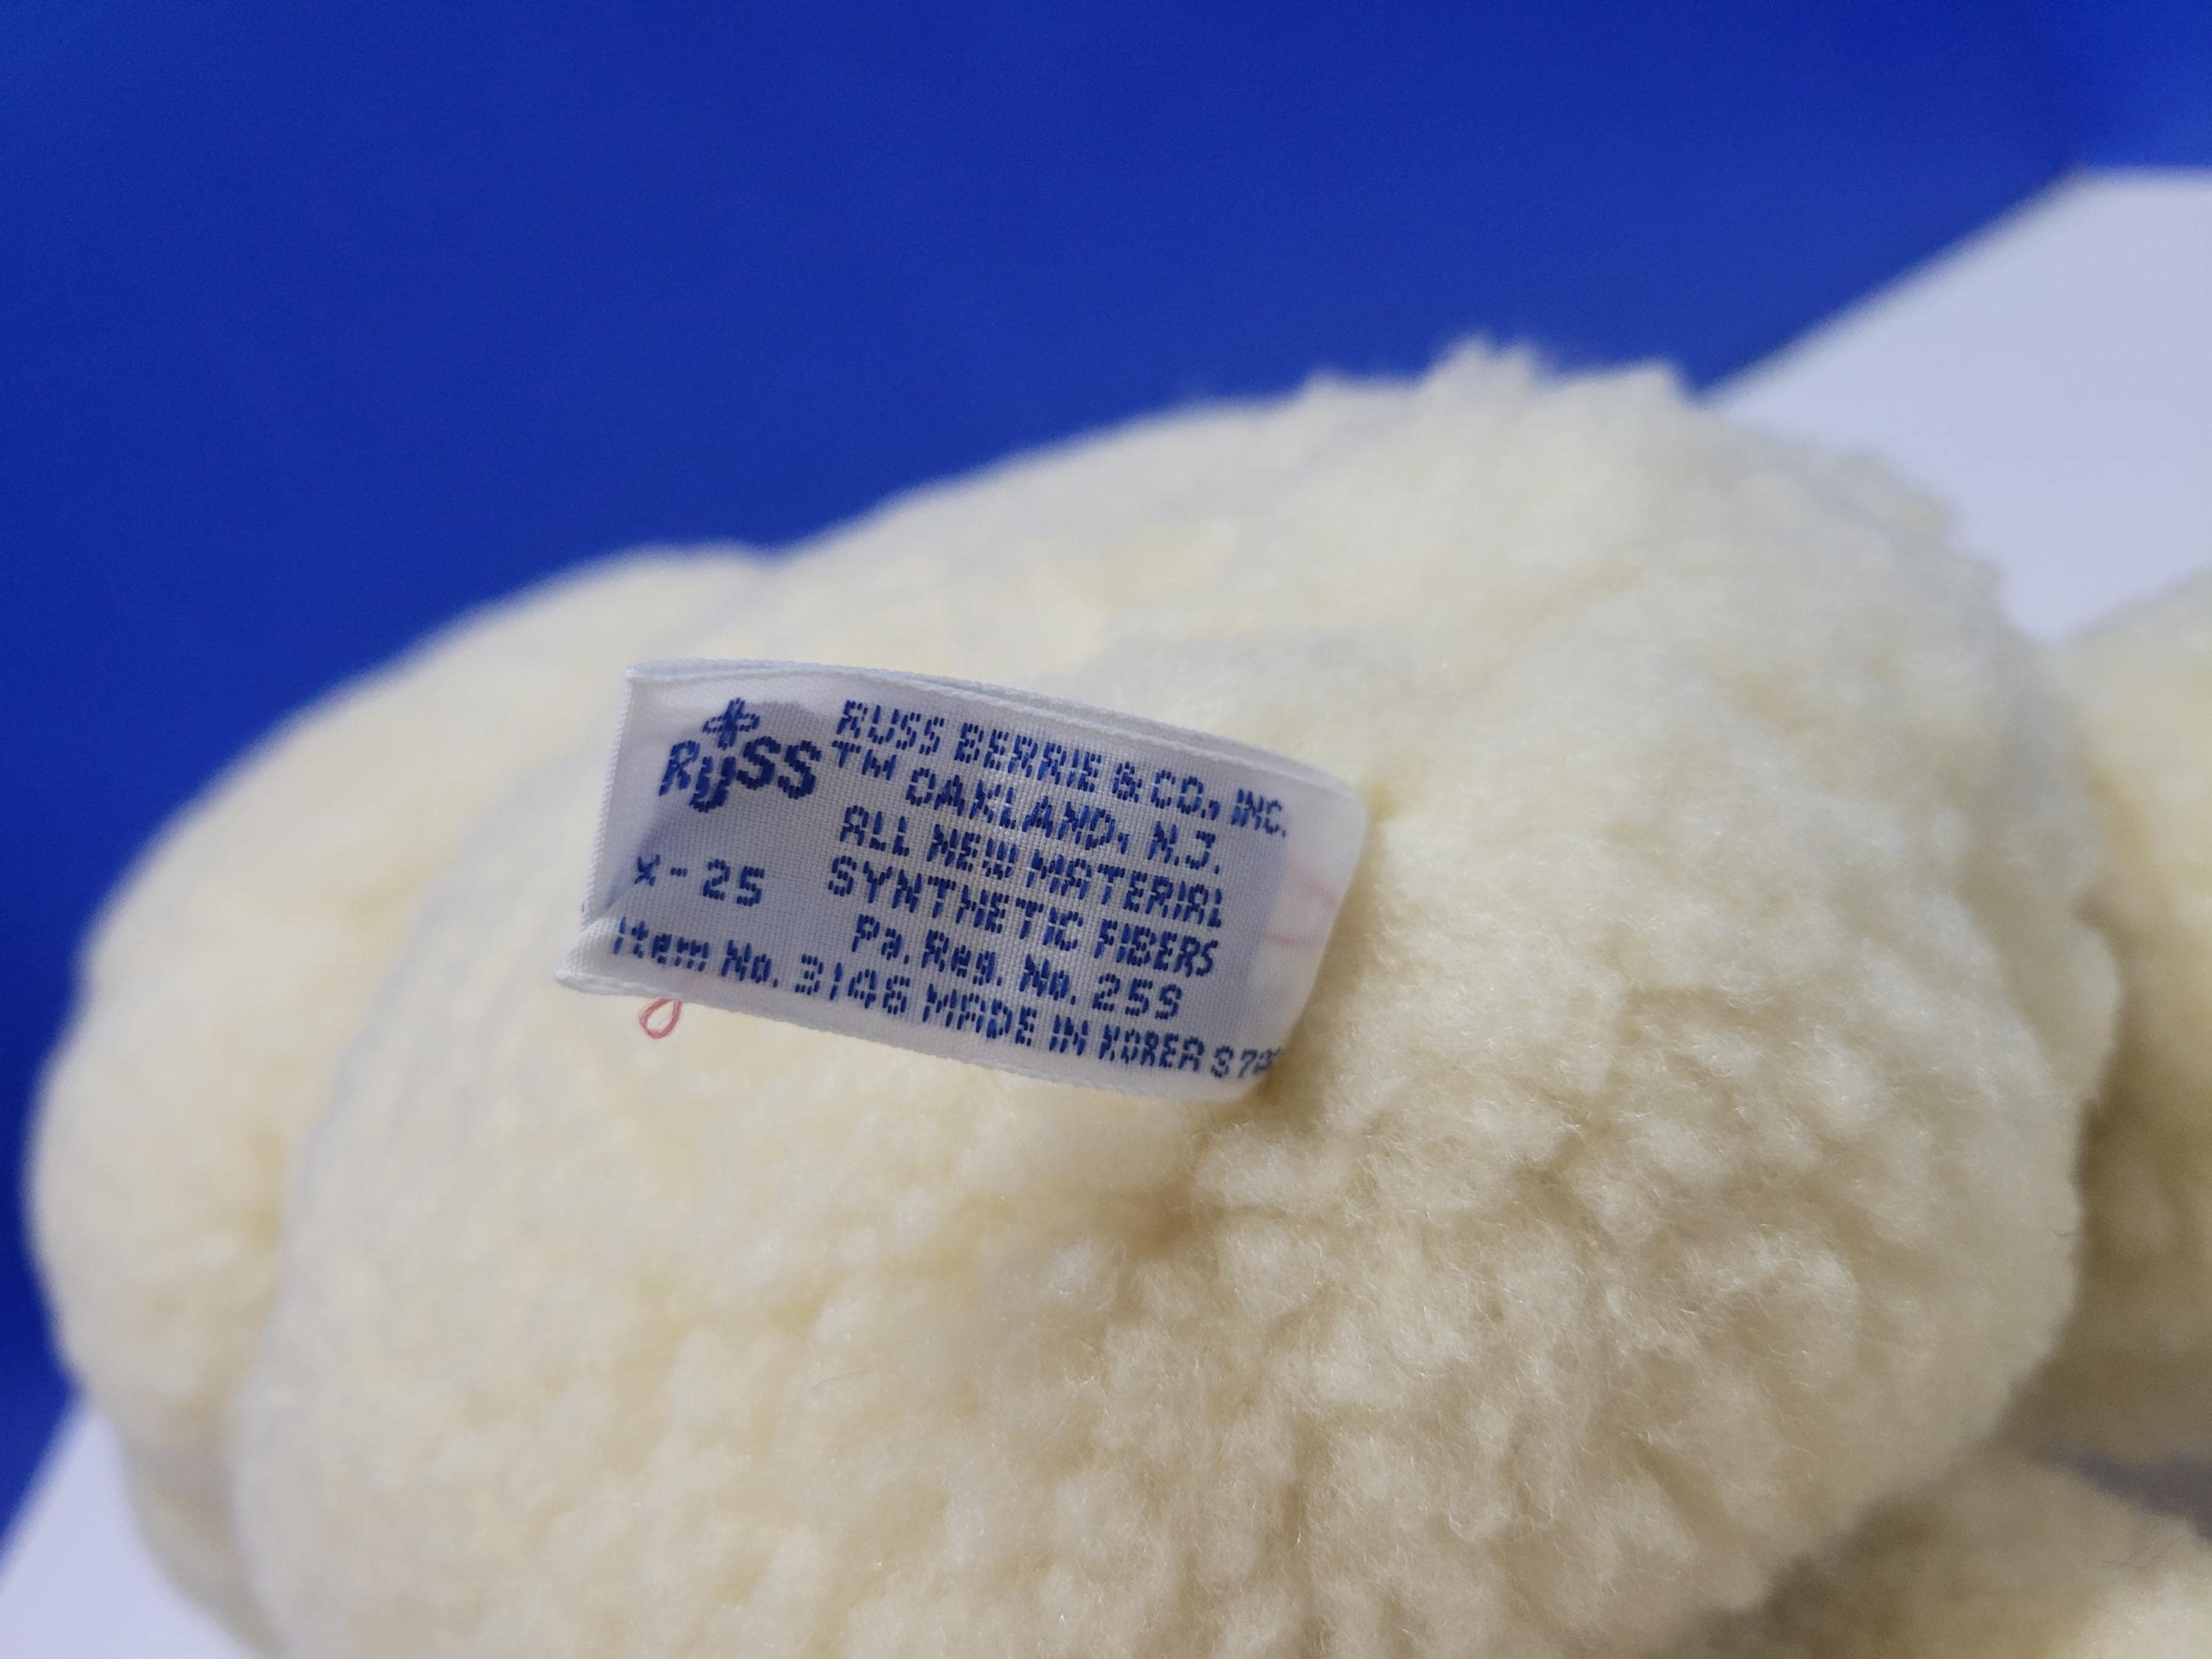 RUSS
RUSS BERRIE & CO., INC.
TM OAKLAND, N.J.
ALL NEW MATERIAL
X-25 SYNTHETIC FIBERS
Pa. Reg. No. 259
Item No. 3146 MADE IN KOREA